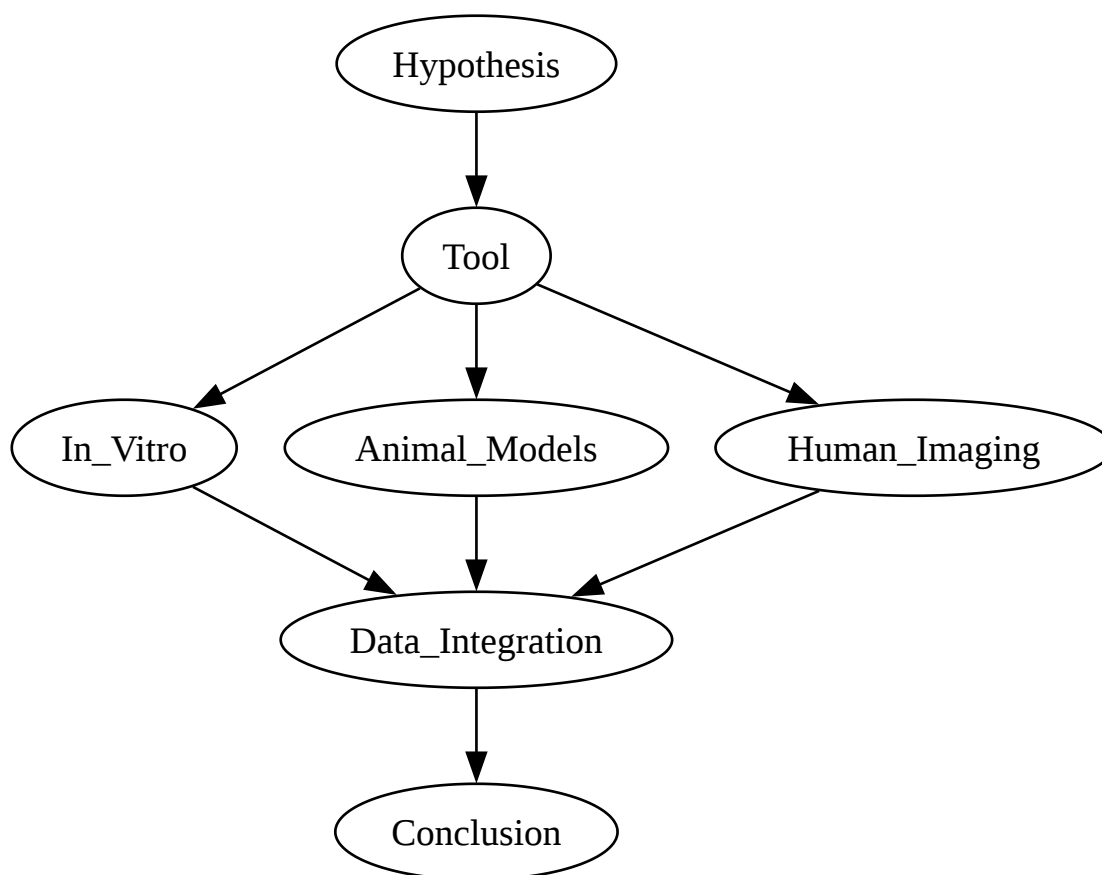 Hypothesis
Tool
In_Vitro
Animal_Models
Human_Imaging
Data_Integration
Conclusion